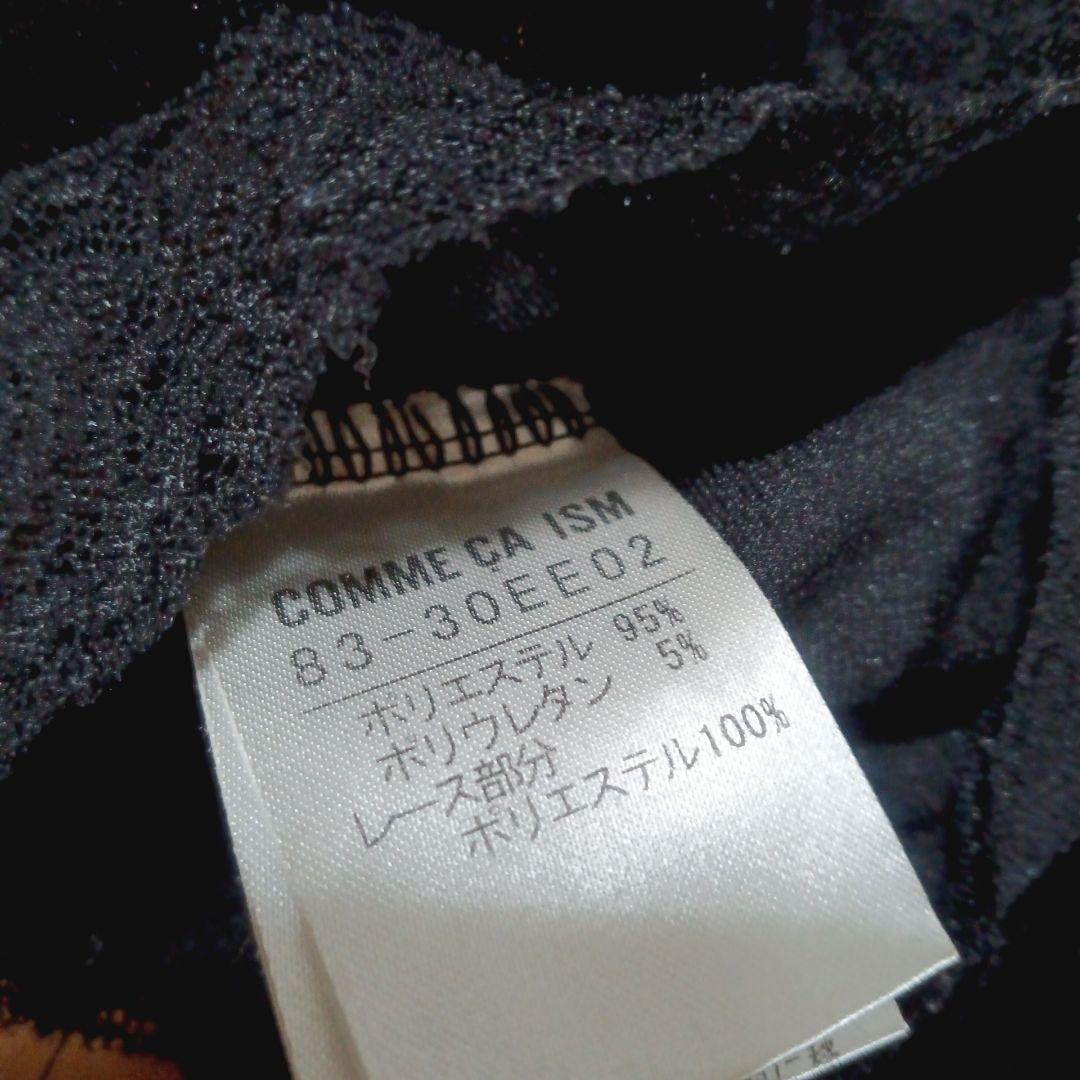 COMME ÇA ISM
83-30EE02
ポリエステル 95%
ポリウレタン 5%
レース部分
ポリエステル100%